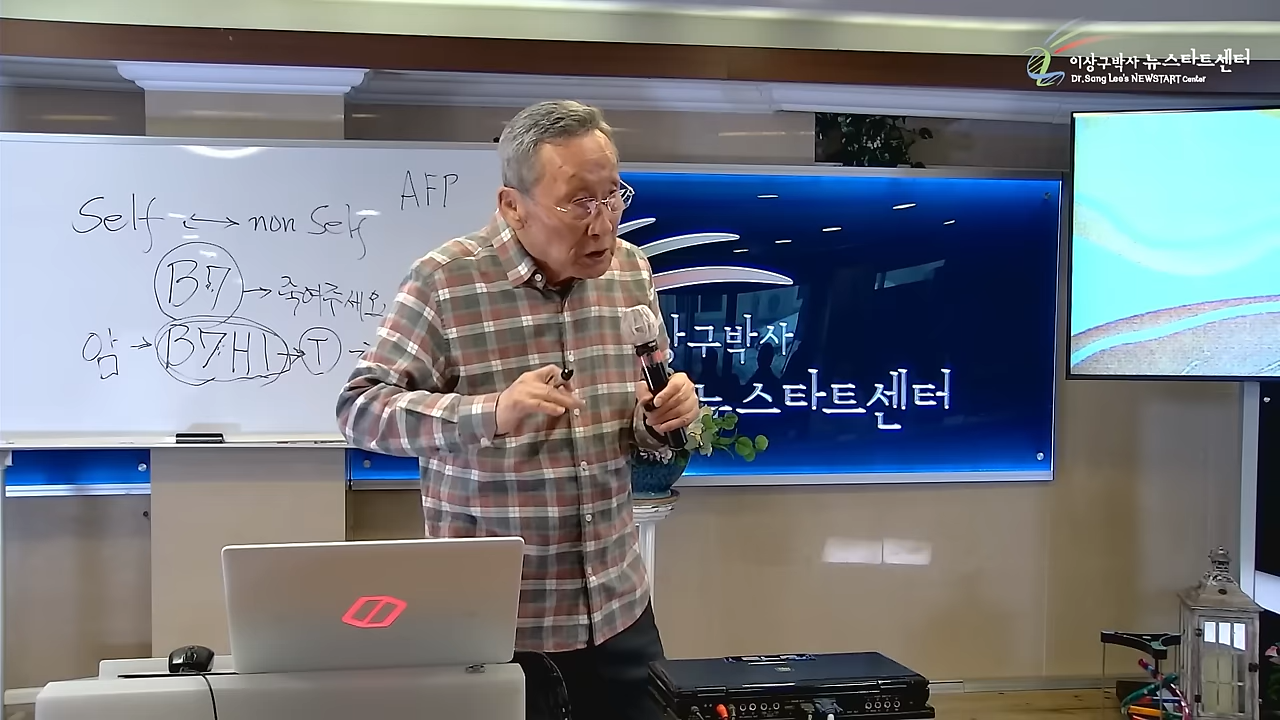 이상구박사 뉴스타트센터
Dr. Sang Lee's NEWSTART Center
AFP
Self ↔ non Self
B7 → 죽여주세요
암 → B7H1 → T →
상구박사
뉴스타트센터